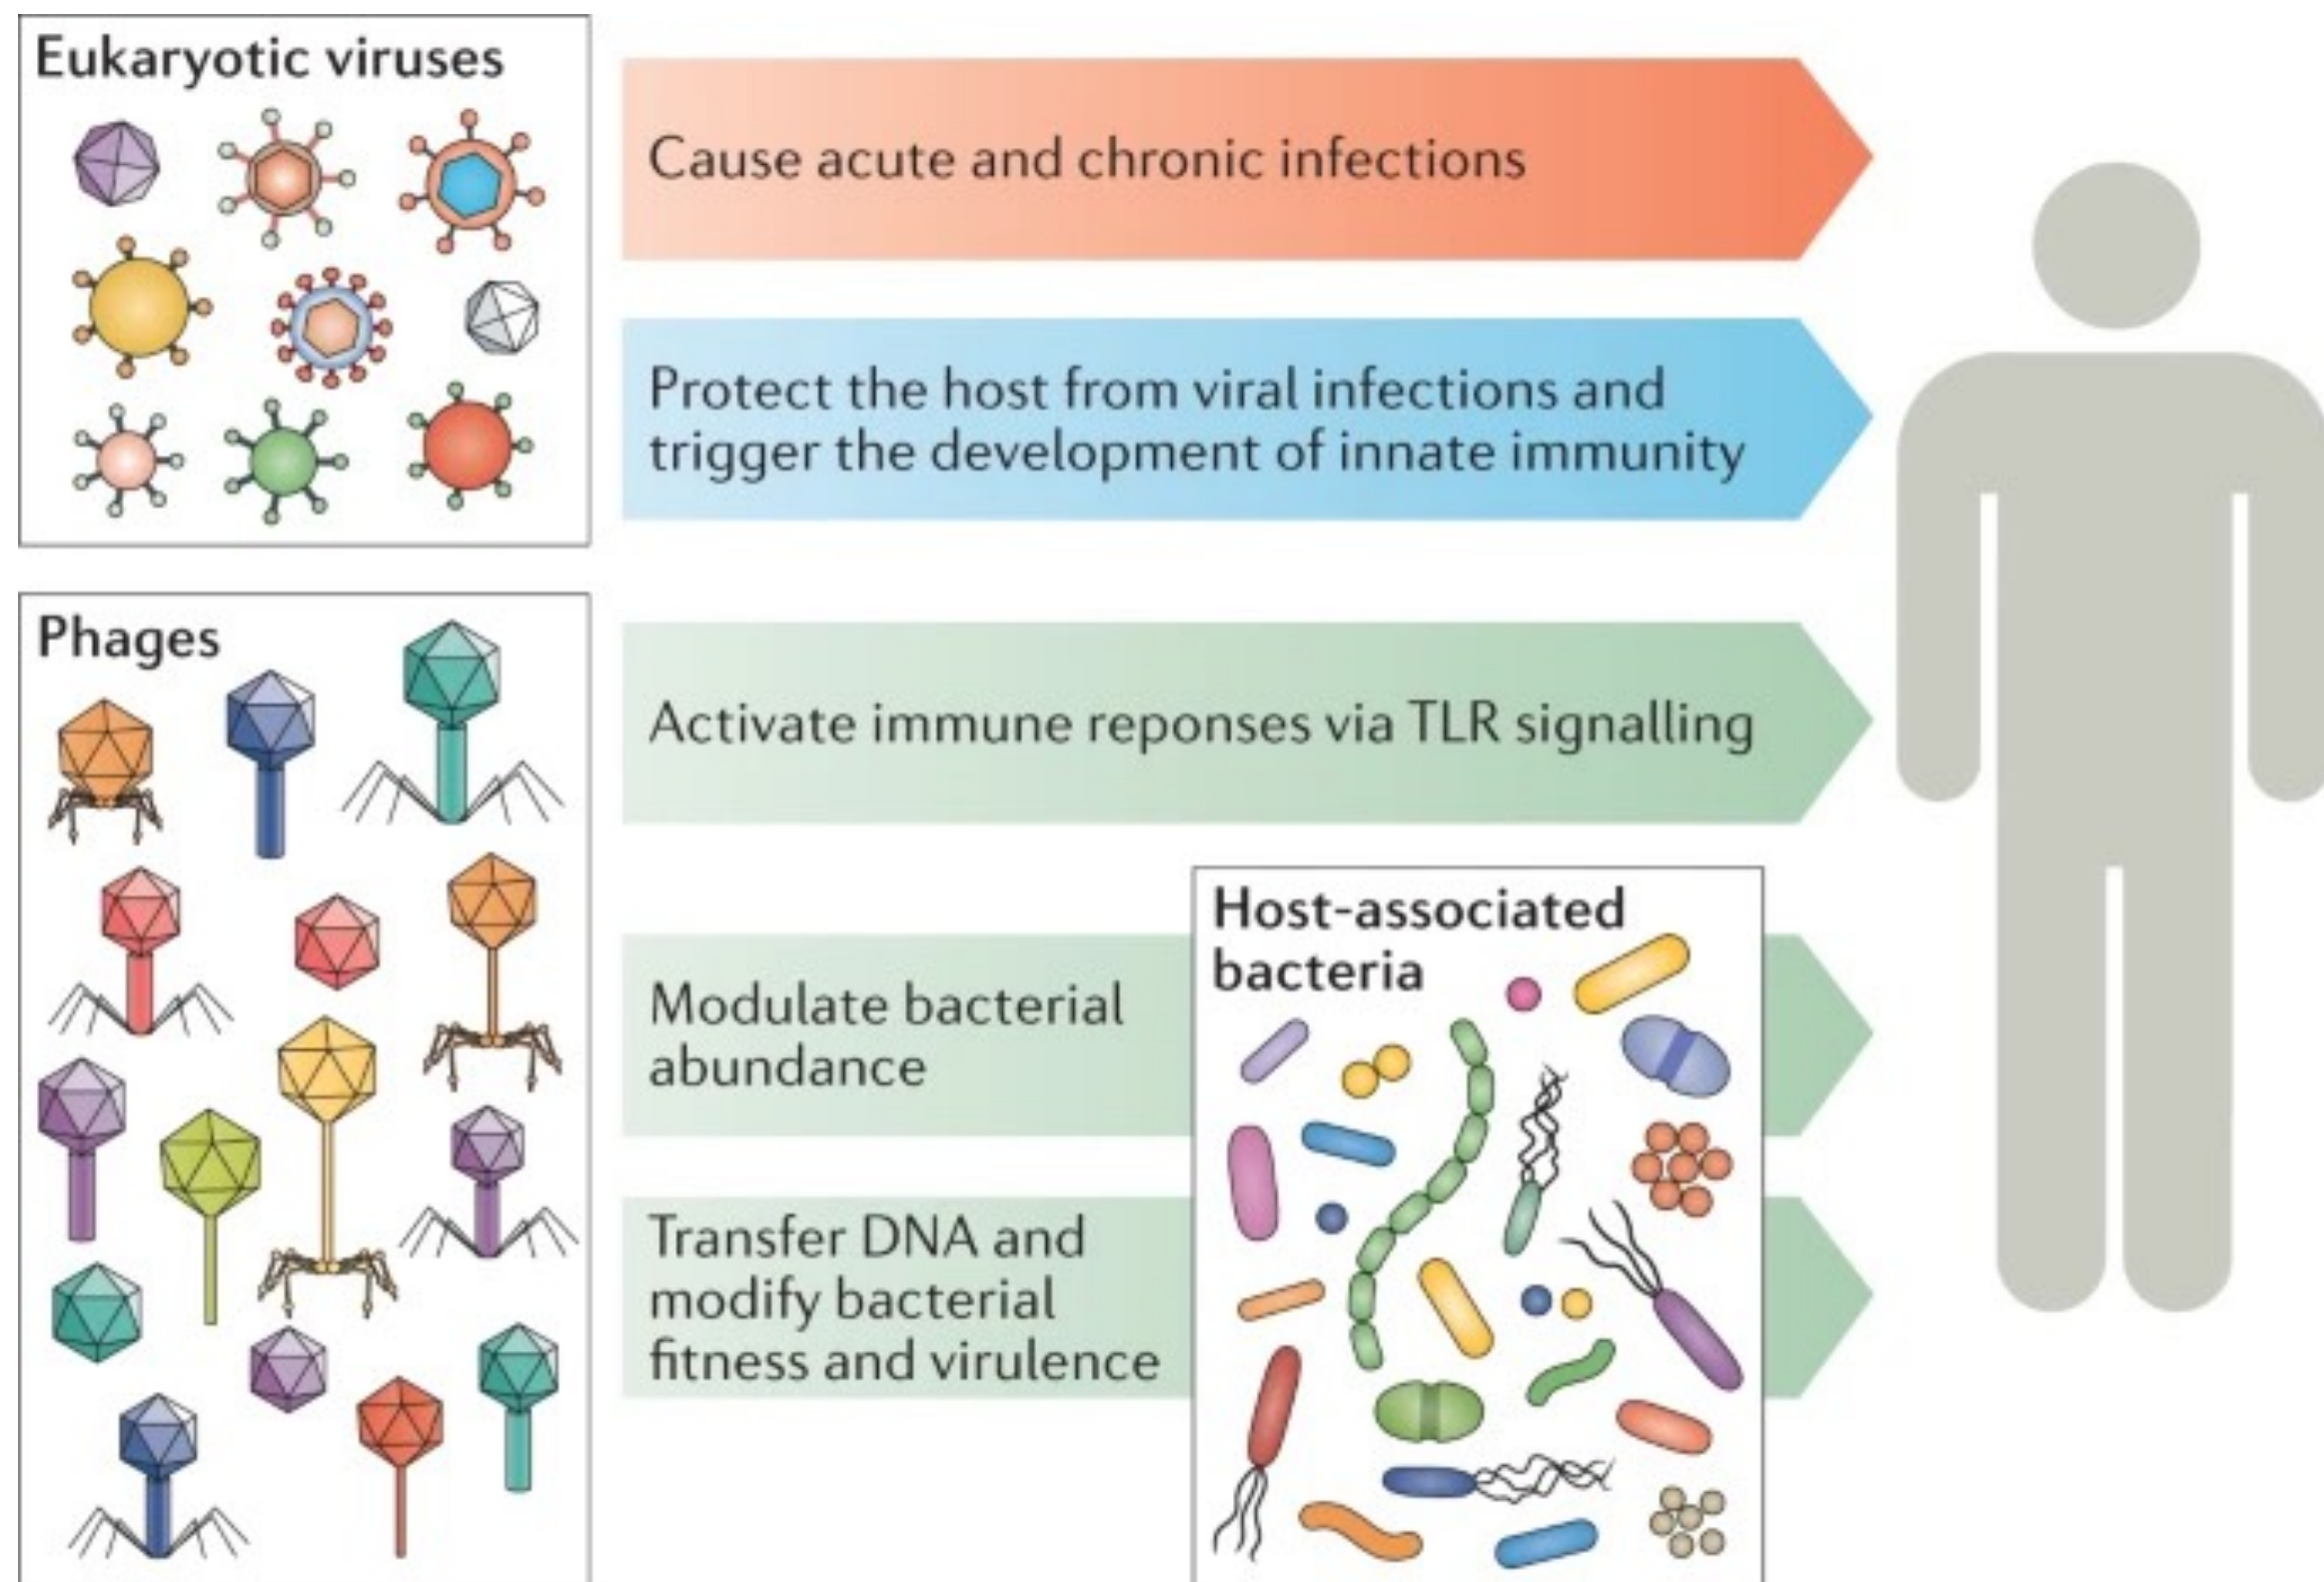 Eukaryotic viruses
Cause acute and chronic infections
Protect the host from viral infections and
trigger the development of innate immunity
Phages
Activate immune reponses via TLR signalling
Host-associated
bacteria
Modulate bacterial
abundance
Transfer DNA and
modify bacterial
fitness and virulence